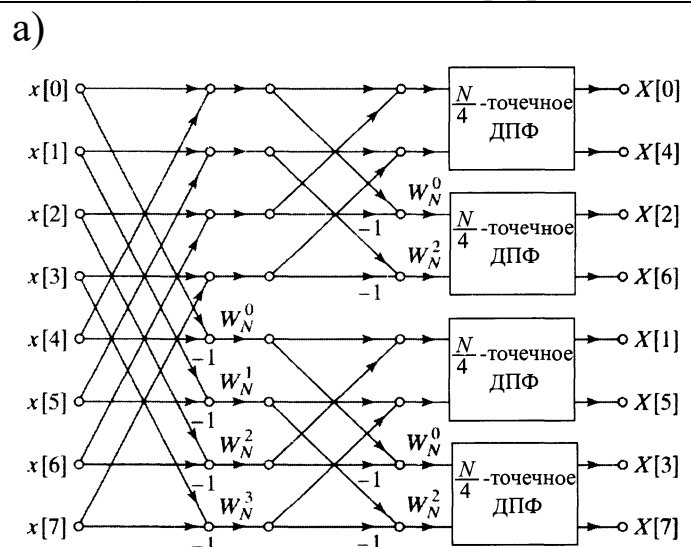 а)
x[0]
N/4 -точечное
ДПФ
X[0]
x[1]
X[4]
W_N^0
x[2]
-1
N/4 -точечное
ДПФ
X[2]
W_N^2
x[3]
-1
X[6]
W_N^0
x[4]
-1
N/4 -точечное
ДПФ
X[1]
W_N^1
x[5]
-1
X[5]
W_N^2
W_N^0
x[6]
-1
-1
N/4 -точечное
ДПФ
X[3]
W_N^3
W_N^2
x[7]
-1
-1
X[7]